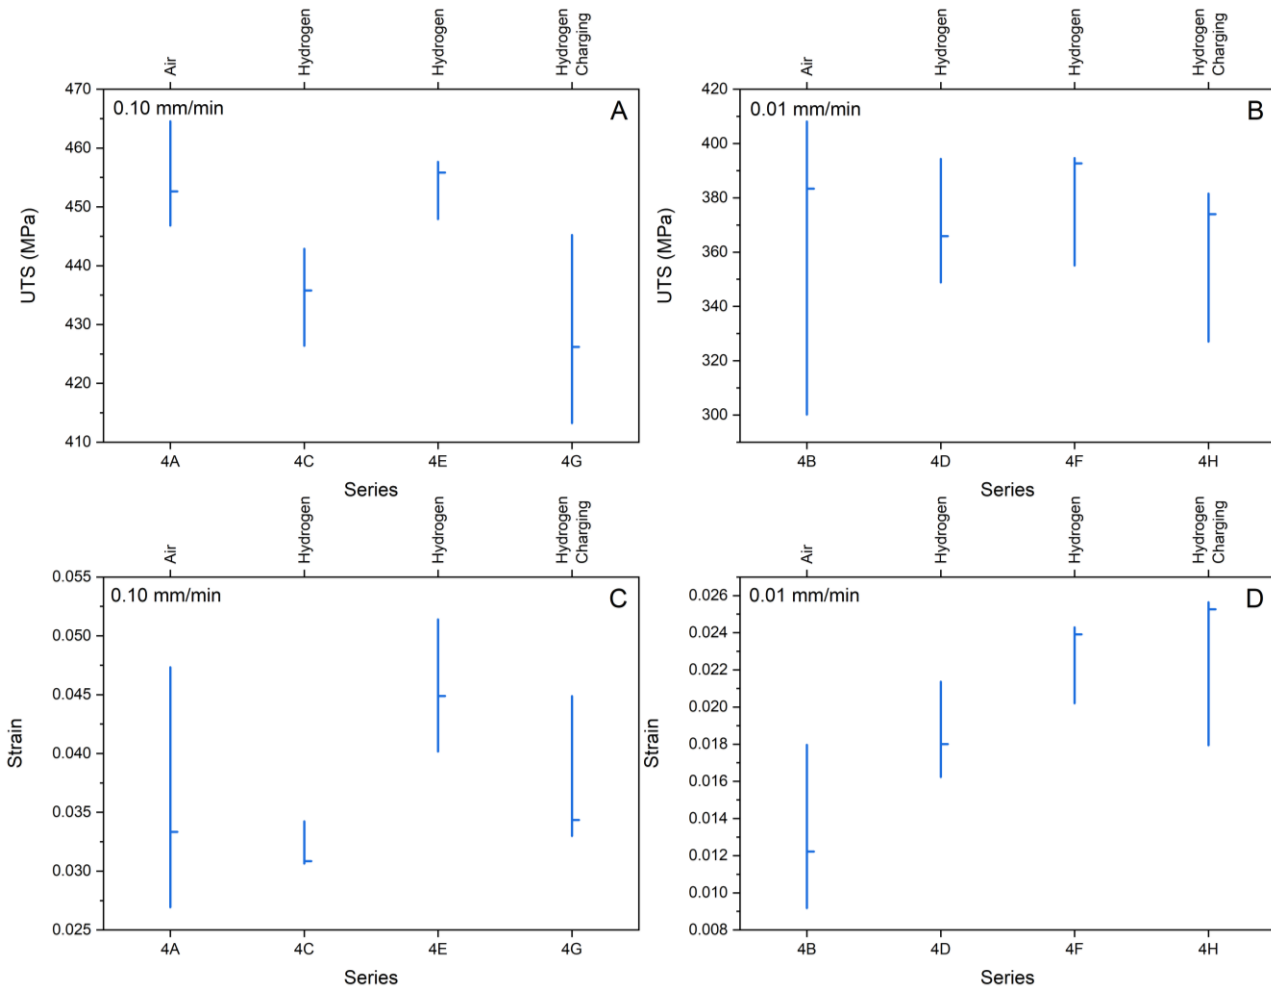 Air
Hydrogen
Hydrogen
Hydrogen
Charging
0.10 mm/min
A
470
460
450
440
430
420
410
UTS (MPa)
4A 4C 4E 4G
Series
Air
Hydrogen
Hydrogen
Hydrogen
Charging
0.01 mm/min
B
420
400
380
360
340
320
300
UTS (MPa)
4B 4D 4F 4H
Series
Air
Hydrogen
Hydrogen
Hydrogen
Charging
0.10 mm/min
C
0.055
0.050
0.045
0.040
0.035
0.030
0.025
Strain
4A 4C 4E 4G
Series
Air
Hydrogen
Hydrogen
Hydrogen
Charging
0.01 mm/min
D
0.026
0.024
0.022
0.020
0.018
0.016
0.014
0.012
0.010
0.008
Strain
4B 4D 4F 4H
Series